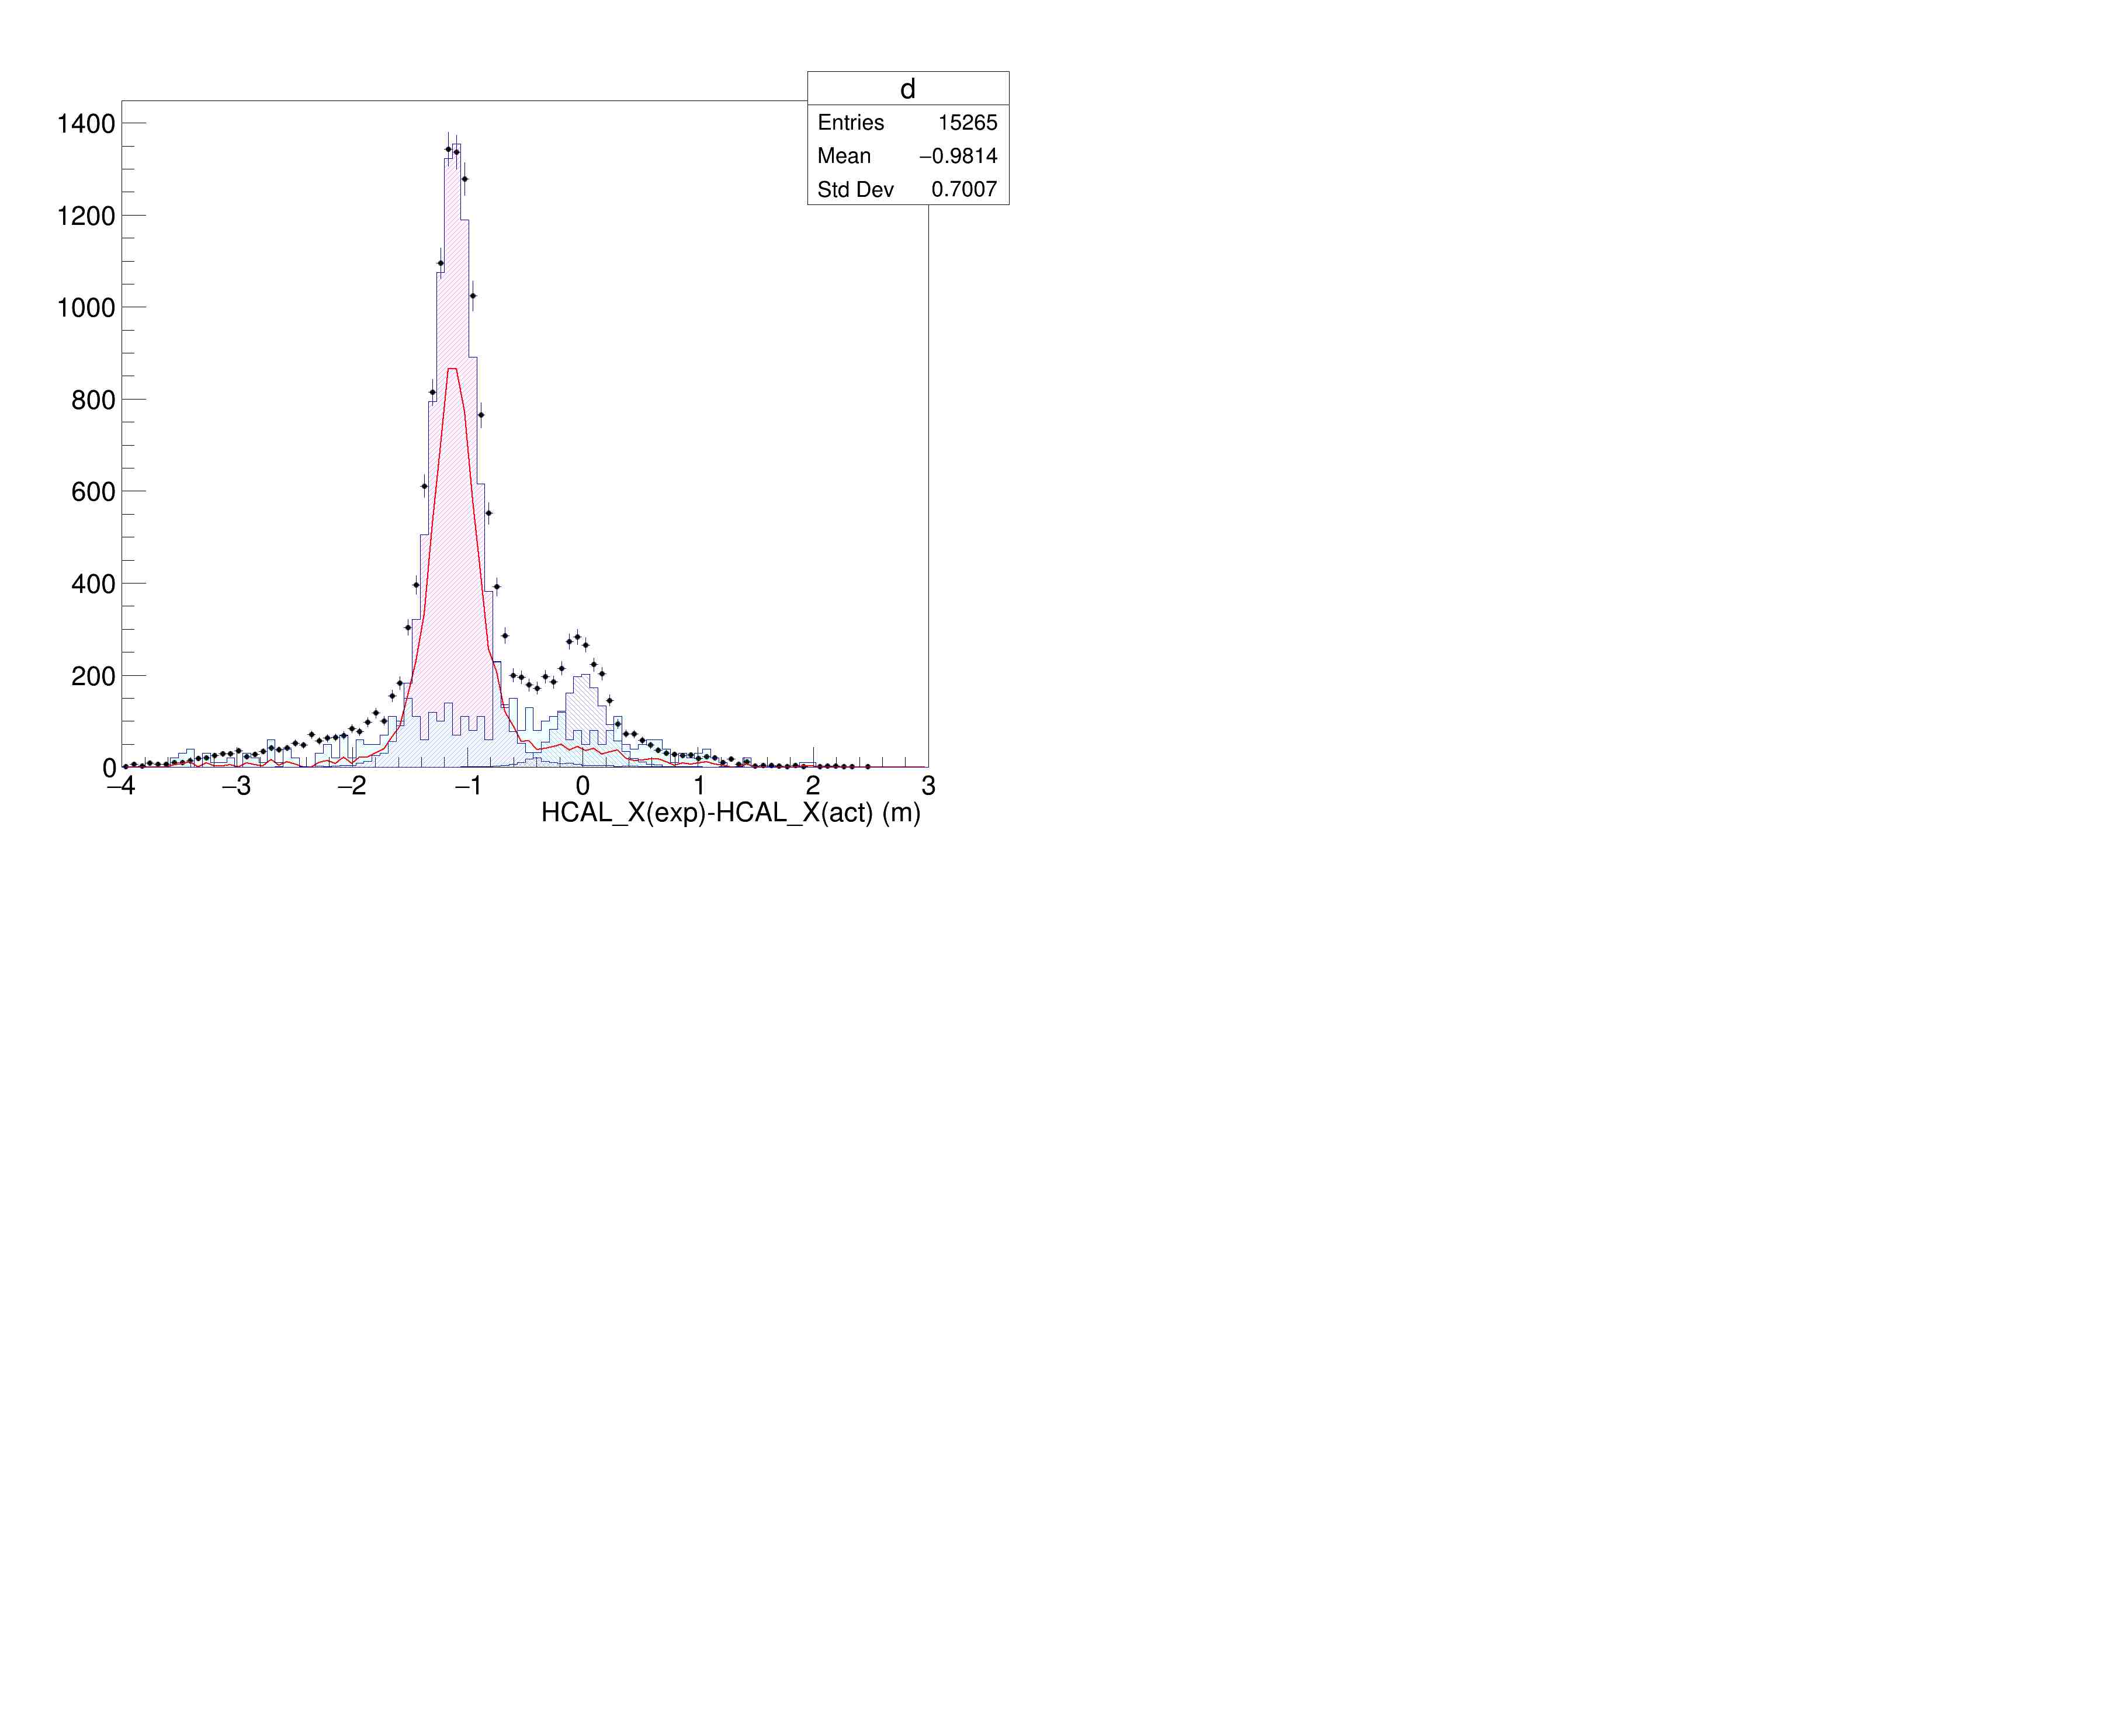 d
Entries 15265
Mean −0.9814
Std Dev 0.7007
1400
1200
1000
800
600
400
200
0
−4 −3 −2 −1 0 1 2 3
HCAL_X(exp)-HCAL_X(act) (m)